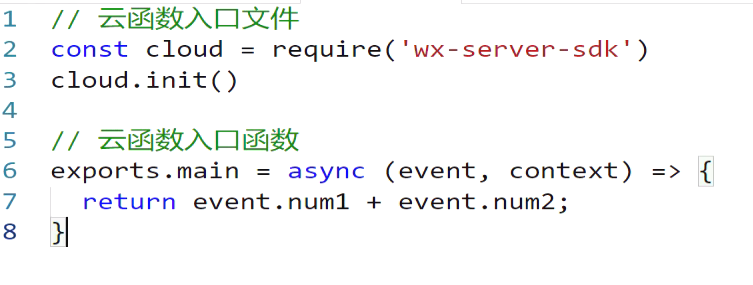 1 // 云函数入口文件
2 const cloud = require('wx-server-sdk')
3 cloud.init()
4
5 // 云函数入口函数
6 exports.main = async (event, context) => {
7   return event.num1 + event.num2;
8 }